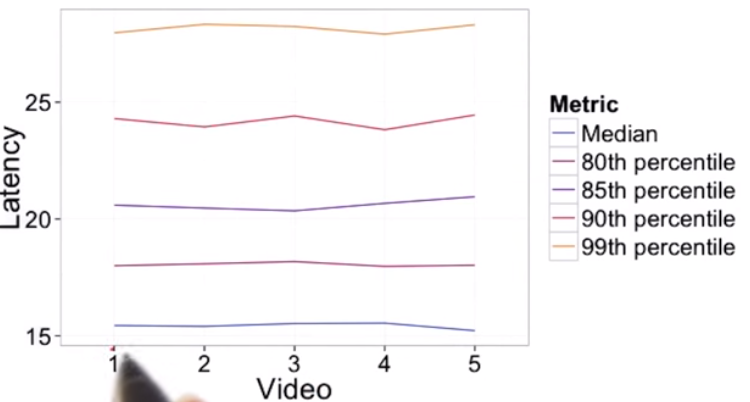 Latency
25
20
15
1 2 3 4 5
Video
Metric
Median
80th percentile
85th percentile
90th percentile
99th percentile